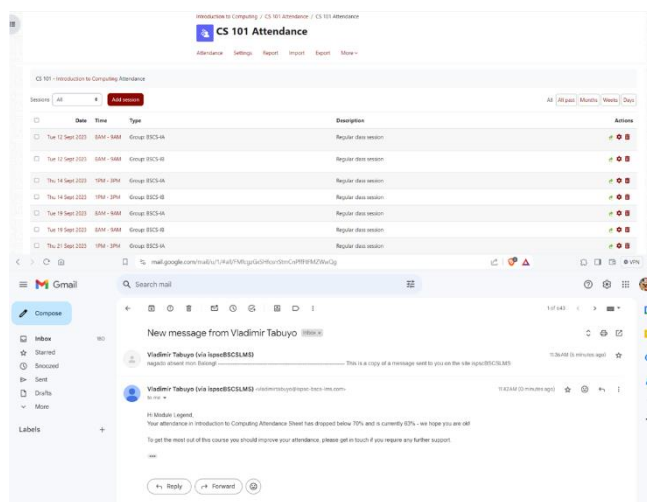 Introduction to Computing / CS 101 Attendance / CS 101 Attendance
CS 101 Attendance
Attendance Settings Report Import Export More
CS 101 - Introduction to Computing Attendance
Sessions All Add session All All past Months Weeks Days
Date Time Type Description Actions
Tue 12 Sept 2023 8AM - 9AM Group: BSCS-IA Regular class session
Tue 12 Sept 2023 8AM - 9AM Group: BSCS-IB Regular class session
Thu 14 Sept 2023 1PM - 3PM Group: BSCS-IA Regular class session
Thu 14 Sept 2023 1PM - 3PM Group: BSCS-IB Regular class session
Tue 19 Sept 2023 8AM - 9AM Group: BSCS-IA Regular class session
Tue 19 Sept 2023 8AM - 9AM Group: BSCS-IB Regular class session
Thu 21 Sept 2023 1PM - 3PM Group: BSCS-IA Regular class session
VPN
Gmail Search mail
Compose
Inbox
Starred
Snoozed
Sent
Drafts
More
Labels +
New message from Vladimir Tabuyo Inbox x
Vladimir Tabuyo (via ispscBSCSLMS) (5 minutes ago)
This is a copy of a message sent to you on the site ispscBSCSLMS
Vladimir Tabuyo (via ispscBSCSLMS) (0 minutes ago)
to me
Hi Module Legend,
Your attendance in Introduction to Computing Attendance Sheet has dropped below 70% and is currently 63% - we hope you are ok!
To get the most out of this course you should improve your attendance, please get in touch if you require any further support.
Reply Forward